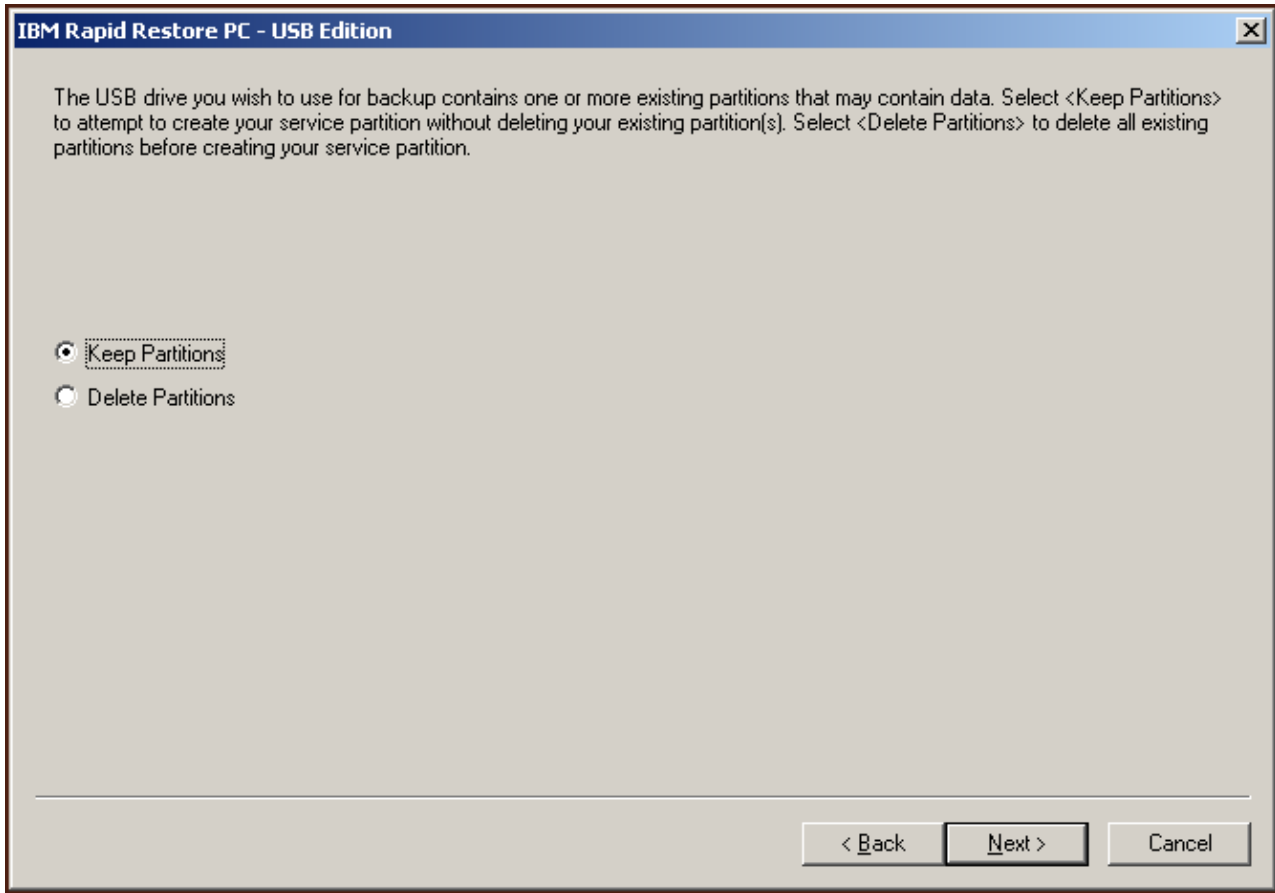 IBM Rapid Restore PC - USB Edition
The USB drive you wish to use for backup contains one or more existing partitions that may contain data. Select <Keep Partitions>
to attempt to create your service partition without deleting your existing partition(s). Select <Delete Partitions> to delete all existing
partitions before creating your service partition.
Keep Partitions
Delete Partitions
< Back Next > Cancel